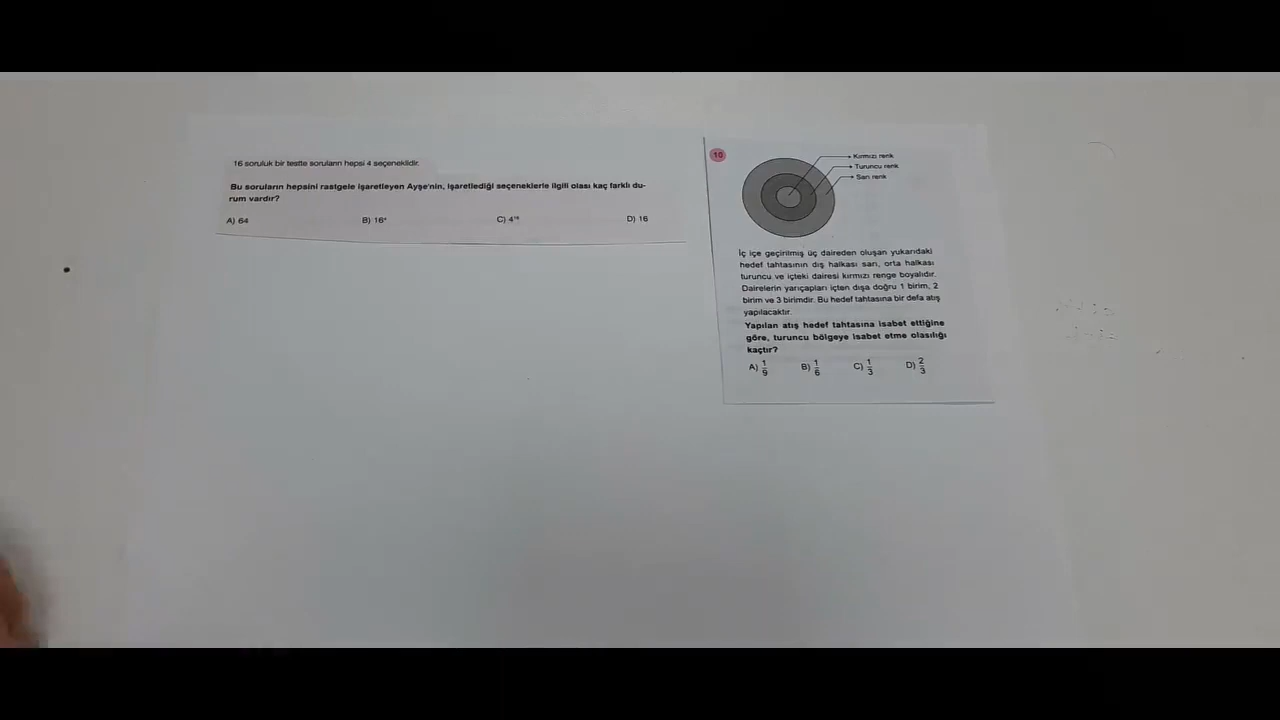 16 soruluk bir testte soruların hepsi 4 seçeneklidir.
Bu soruların hepsini rastgele işaretleyen Ayşe'nin, işaretlediği seçeneklerle ilgili olası kaç farklı du-
rum vardır?
A) 64 B) 16⁴ C) 4¹⁶ D) 16
10
Kırmızı renk
Turuncu renk
Sarı renk
İç içe geçirilmiş üç daireden oluşan yukarıdaki
hedef tahtasının dış halkası sarı, orta halkası
turuncu ve içteki dairesi kırmızı renge boyalıdır.
Dairelerin yarıçapları içten dışa doğru 1 birim, 2
birim ve 3 birimdir. Bu hedef tahtasına bir defa atış
yapılacaktır.
Yapılan atış hedef tahtasına isabet ettiğine
göre, turuncu bölgeye isabet etme olasılığı
kaçtır?
A) 1/9 B) 1/6 C) 1/3 D) 2/3